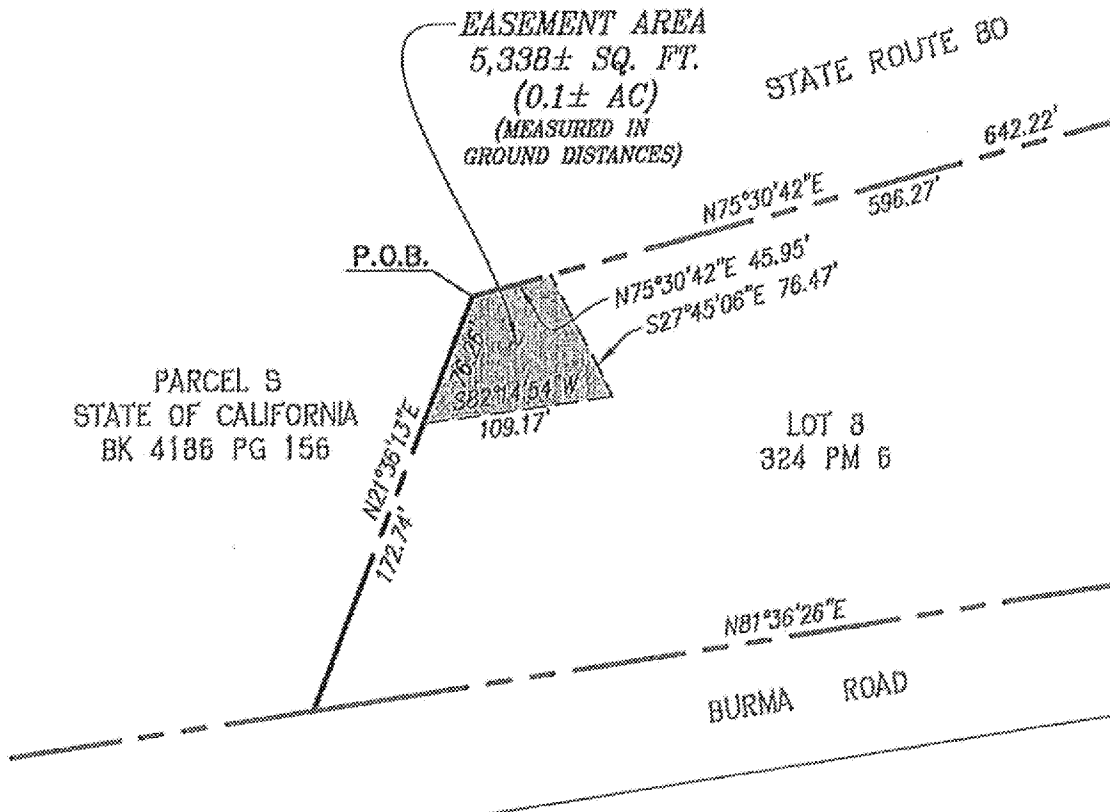 EASEMENT AREA
5,338± SQ. FT.
(0.1± AC)
(MEASURED IN
GROUND DISTANCES)
STATE ROUTE 80
642.22'
N75°30'42"E
596.27'
P.O.B.
N75°30'42"E 45.95'
S27°45'06"E 76.47'
76.25'
S82°14'54"W
109.17'
PARCEL S
STATE OF CALIFORNIA
BK 4186 PG 156
LOT 8
324 PM 6
N21°36'13"E
172.74'
N81°36'26"E
BURMA ROAD